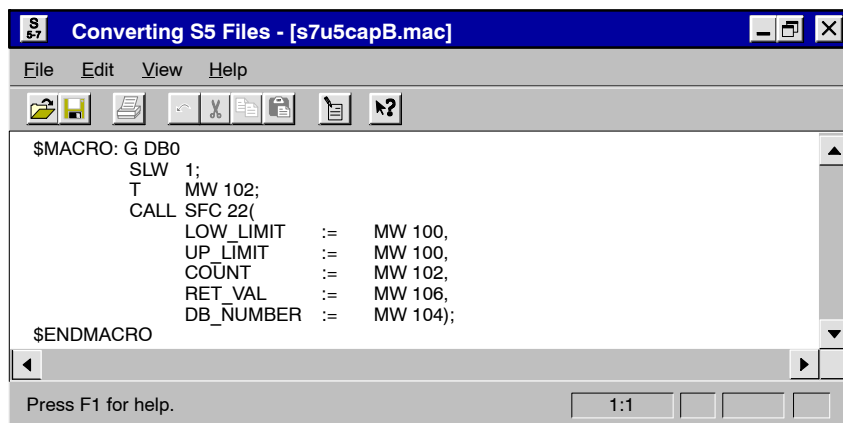 S
5-7
Converting S5 Files - [s7u5capB.mac]
File Edit View Help
$MACRO: G DB0
SLW 1;
T MW 102;
CALL SFC 22(
LOW_LIMIT := MW 100,
UP_LIMIT := MW 100,
COUNT := MW 102,
RET_VAL := MW 106,
DB_NUMBER := MW 104);
$ENDMACRO
Press F1 for help.
1:1